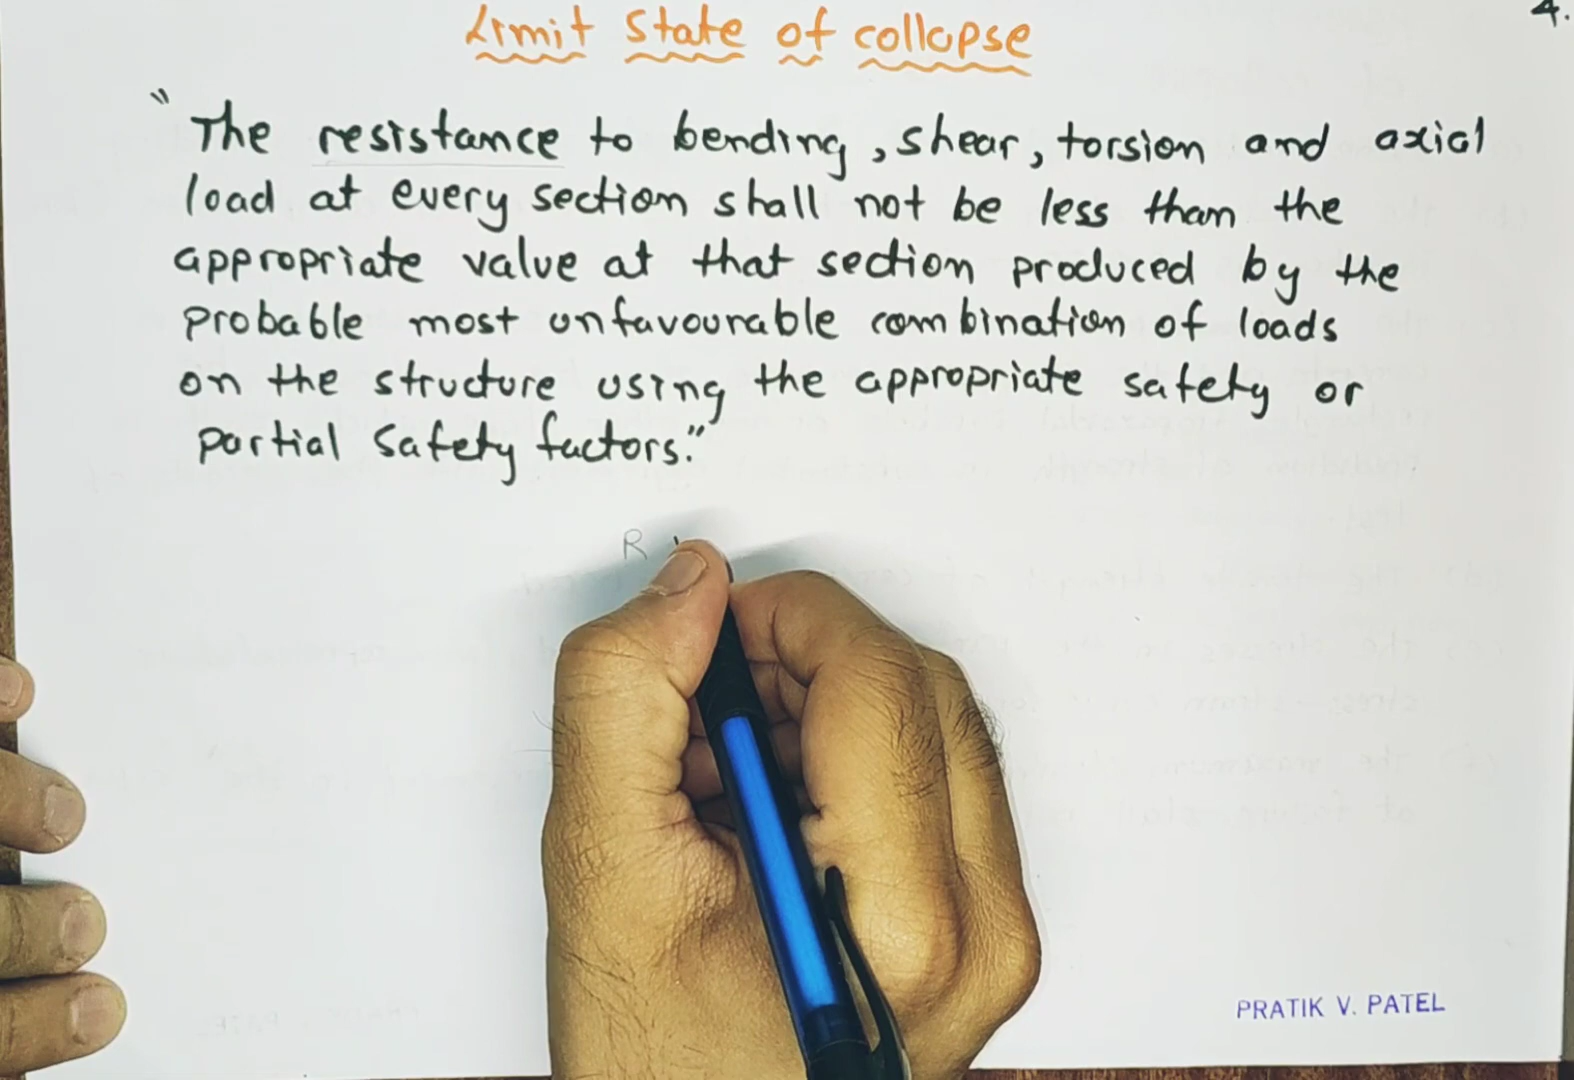 4.
Limit State of collapse
"The resistance to bending, shear, torsion and axial
load at every section shall not be less than the
appropriate value at that section produced by the
probable most unfavourable combination of loads
on the structure using the appropriate safety or
partial safety factors."
R
PRATIK V. PATEL